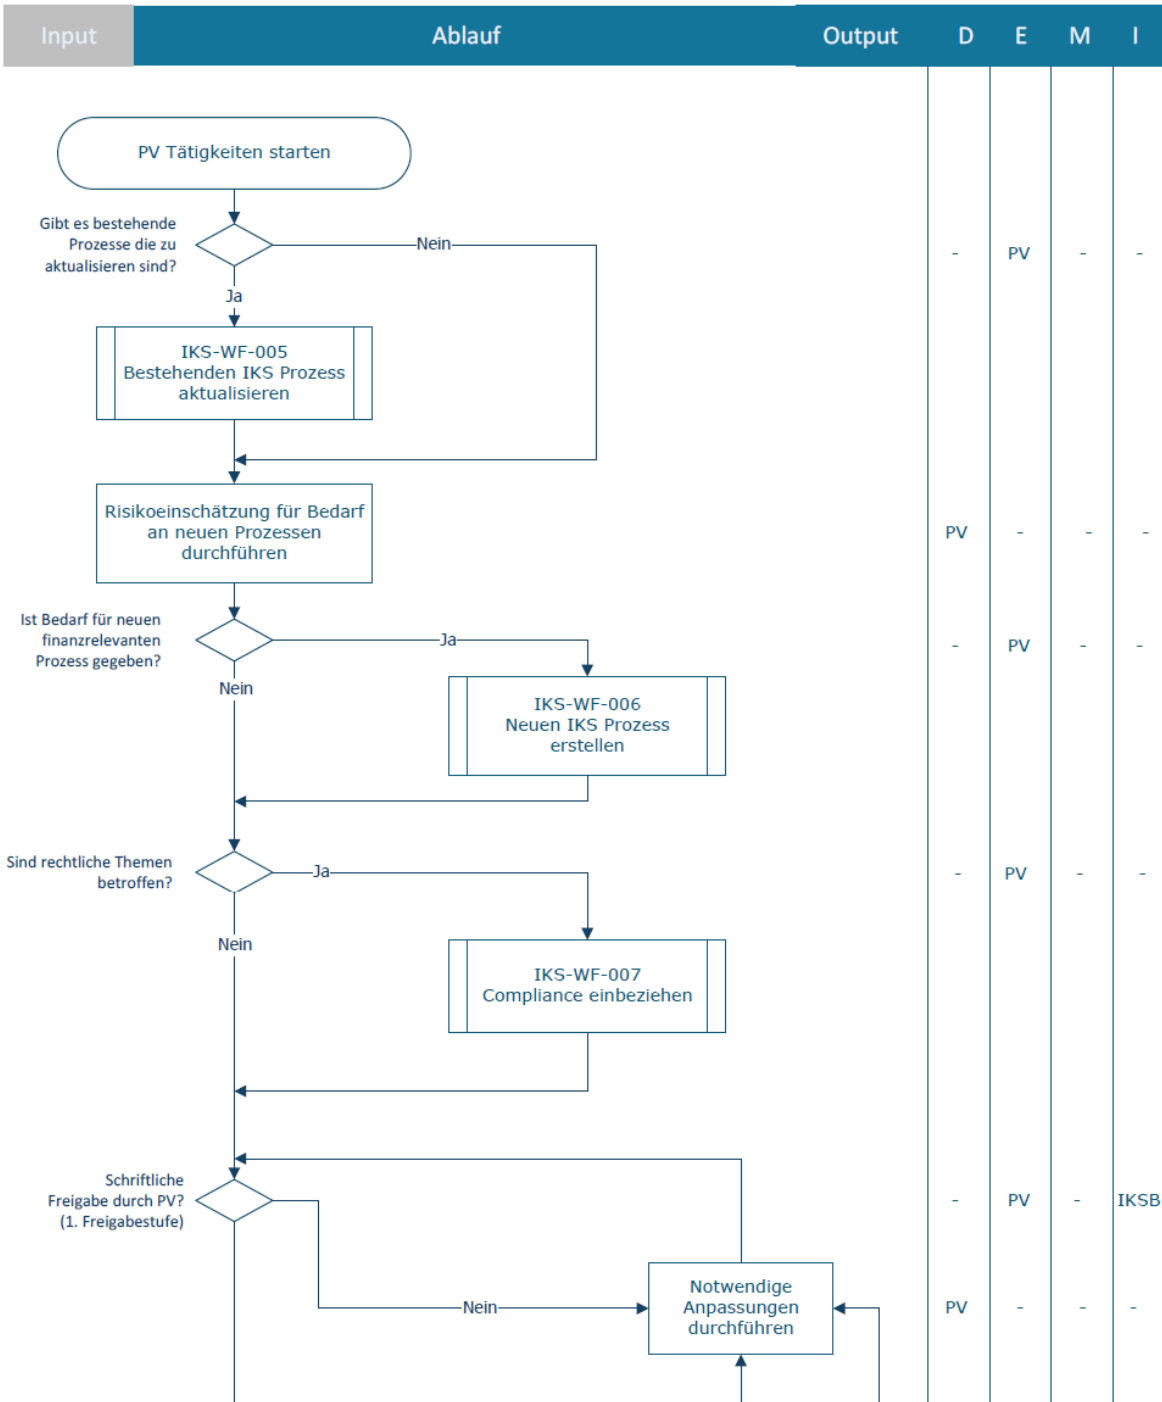 Input Ablauf Output D E M I
PV Tätigkeiten starten
Gibt es bestehende
Prozesse die zu
aktualisieren sind?
Nein
- PV - -
Ja
IKS-WF-005
Bestehenden IKS Prozess
aktualisieren
Risikoeinschätzung für Bedarf
an neuen Prozessen
durchführen
PV - - -
Ist Bedarf für neuen
finanzrelevanten
Prozess gegeben?
Ja
- PV - -
Nein
IKS-WF-006
Neuen IKS Prozess
erstellen
Sind rechtliche Themen
betroffen?
Ja
- PV - -
Nein
IKS-WF-007
Compliance einbeziehen
Schriftliche
Freigabe durch PV?
(1. Freigabestufe)
- PV - IKSB
Nein
Notwendige
Anpassungen
durchführen
PV - - -